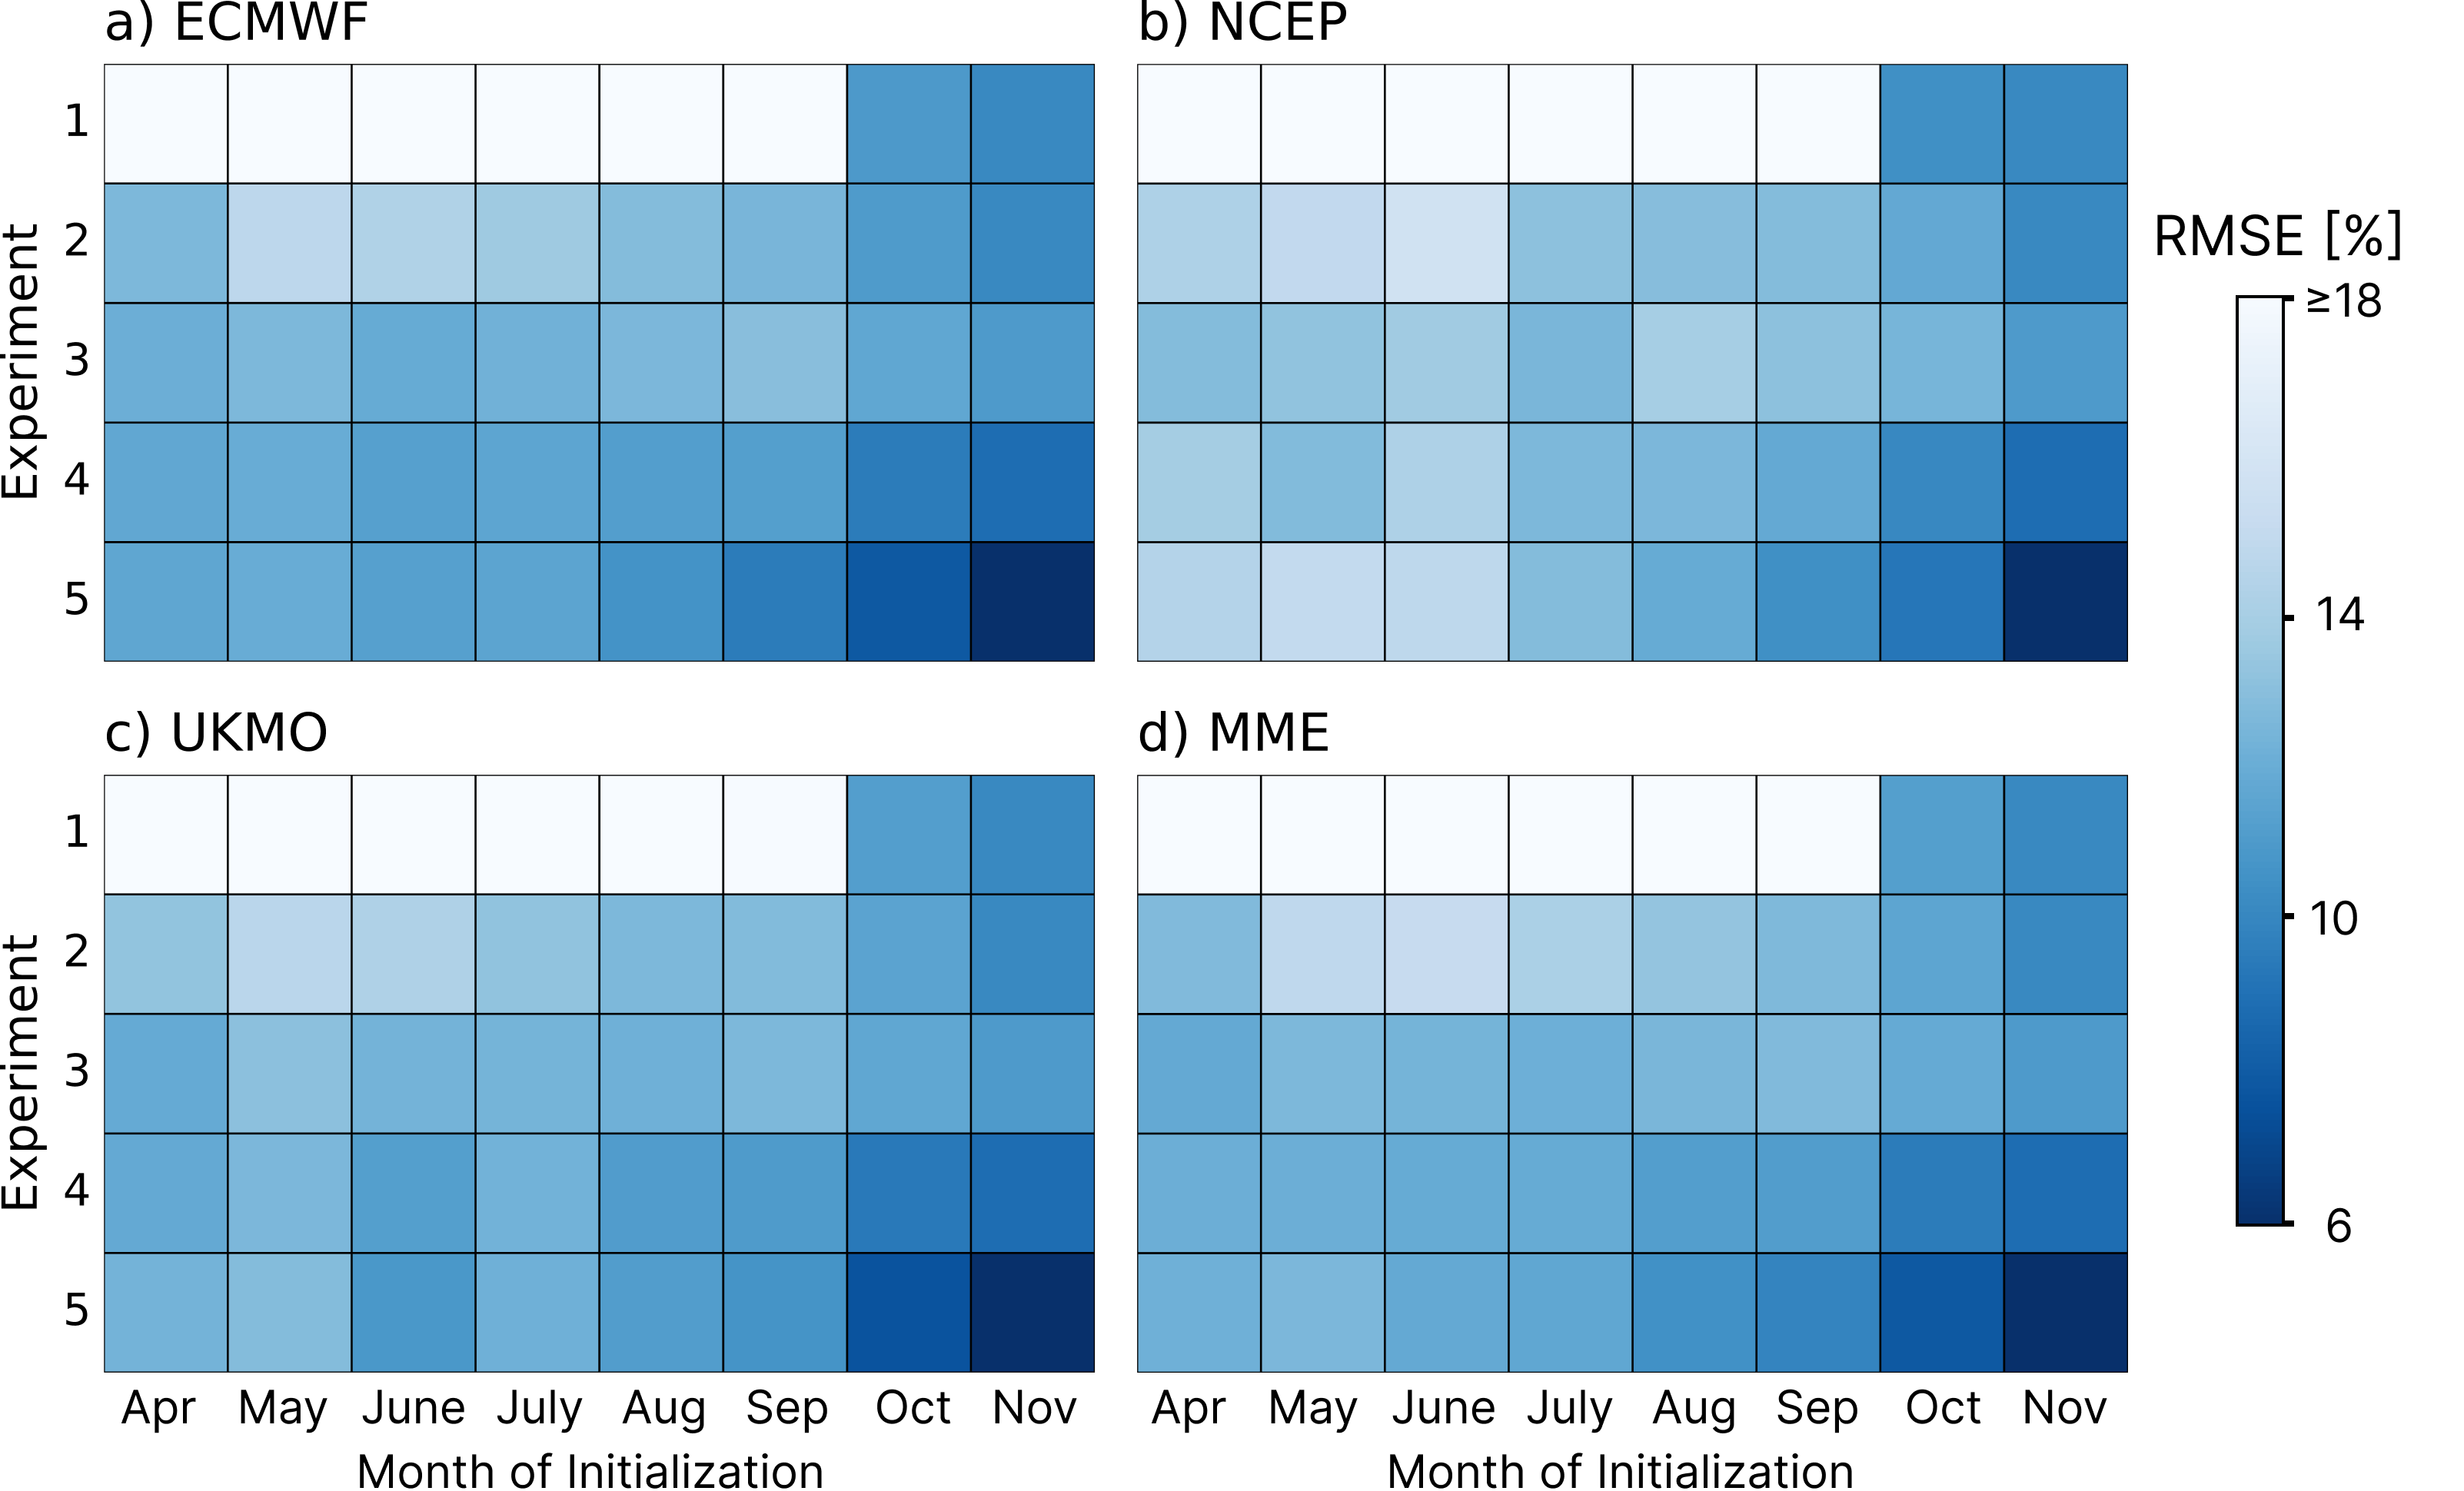 a) ECMWF
b) NCEP
Experiment
1
2
3
4
5
RMSE [%]
≥18
14
10
6
c) UKMO
d) MME
Experiment
1
2
3
4
5
Apr May June July Aug Sep Oct Nov
Apr May June July Aug Sep Oct Nov
Month of Initialization
Month of Initialization